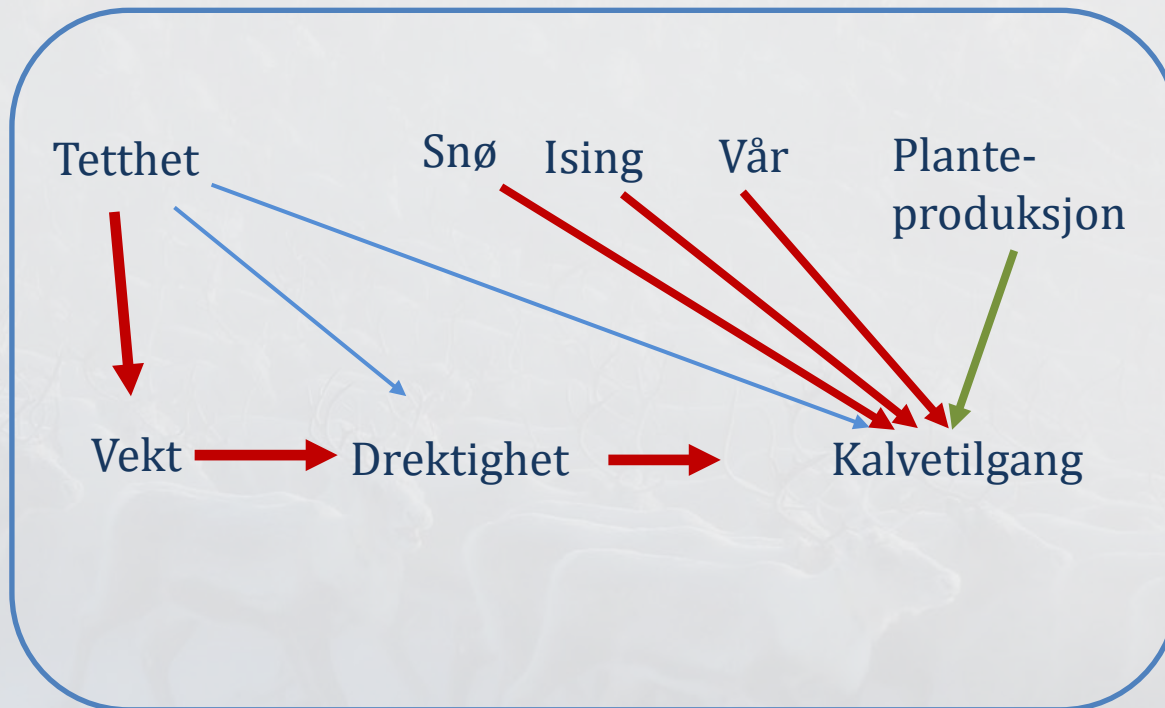 Tetthet
Snø
Ising
Vår
Plante-
produksjon
Vekt
Drektighet
Kalvetilgang